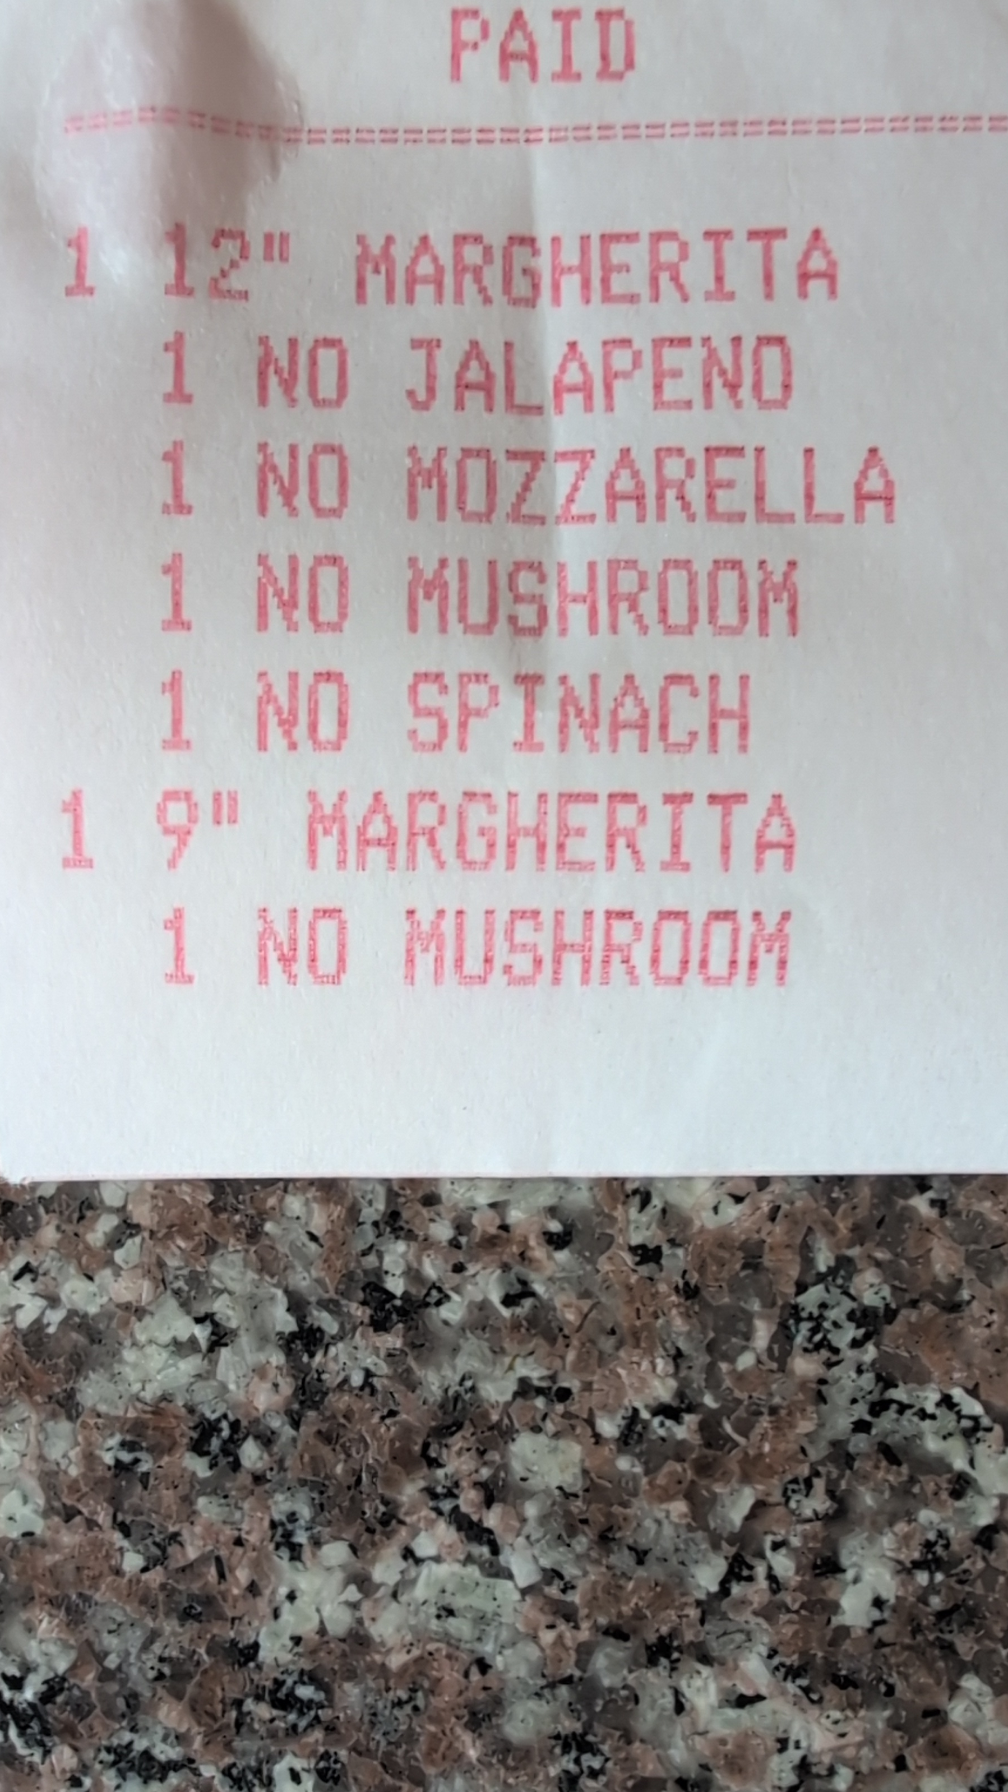 PAID
========================================
1 12" MARGHERITA
1 NO JALAPENO
1 NO MOZZARELLA
1 NO MUSHROOM
1 NO SPINACH
1 9" MARGHERITA
1 NO MUSHROOM